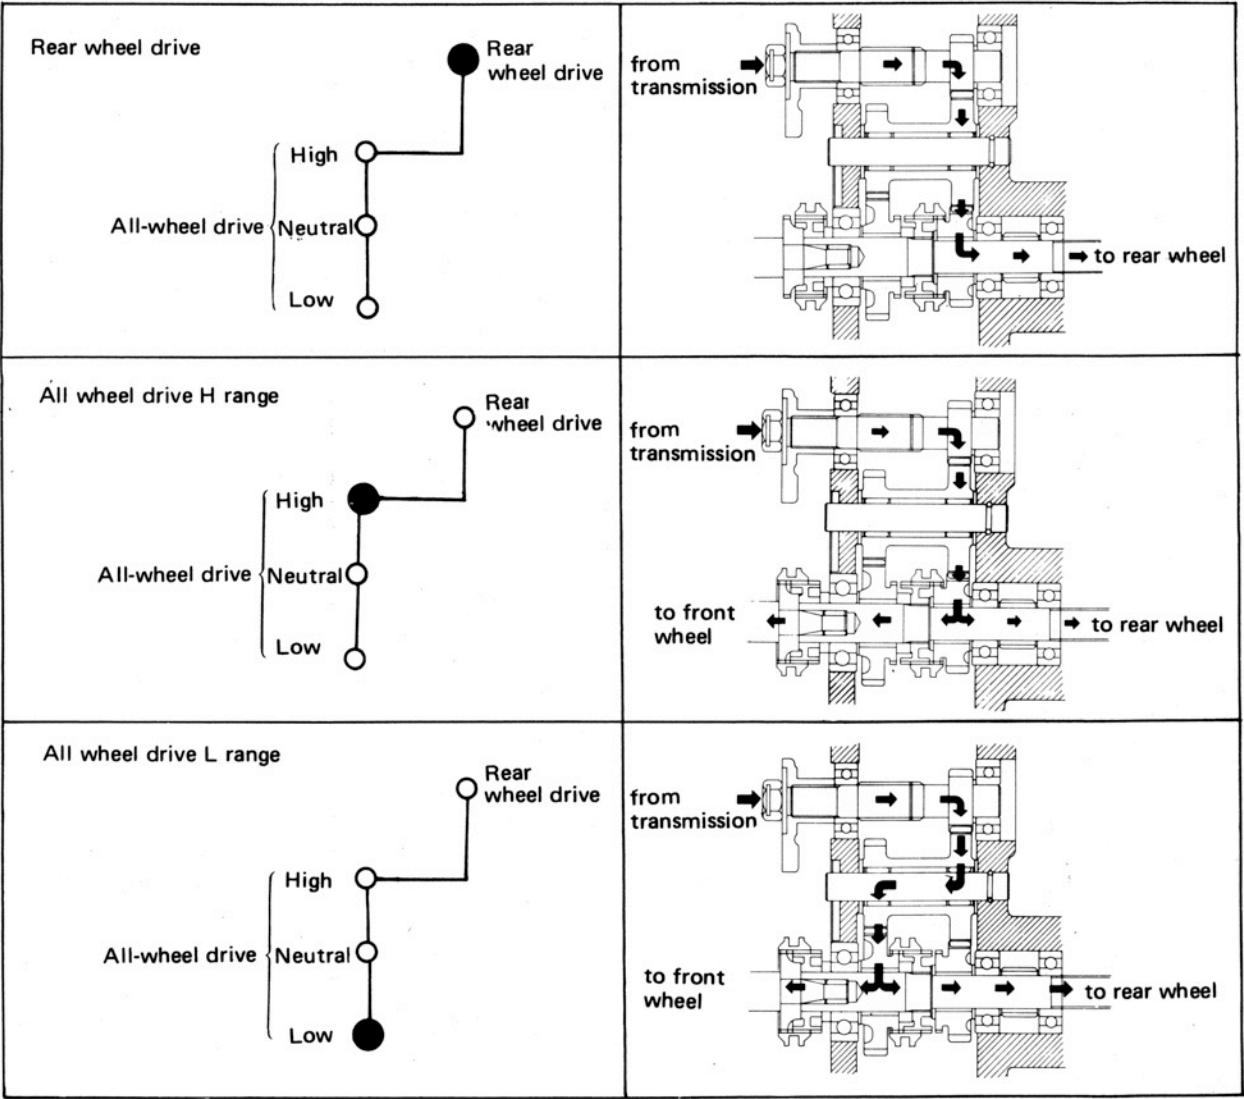 Rear wheel drive
Rear
wheel drive
High
All-wheel drive
Neutral
Low
from
transmission
to rear wheel
All wheel drive H range
Rear
wheel drive
High
All-wheel drive
Neutral
Low
from
transmission
to front
wheel
to rear wheel
All wheel drive L range
Rear
wheel drive
High
All-wheel drive
Neutral
Low
from
transmission
to front
wheel
to rear wheel